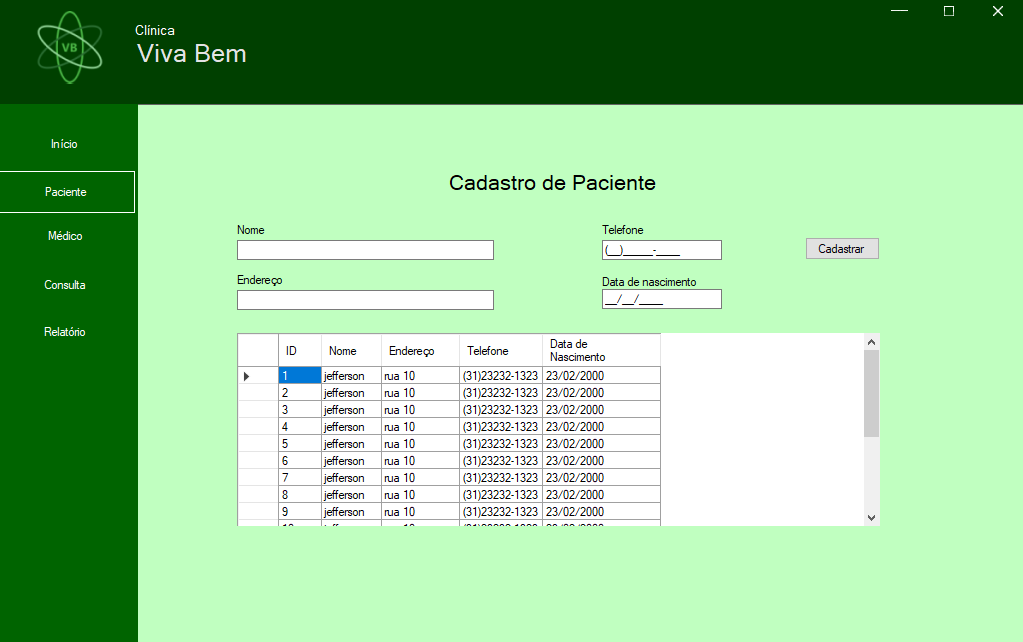 VB
Clínica
Viva Bem
Início
Paciente
Médico
Consulta
Relatório
Cadastro de Paciente
Nome
Telefone
(__)_____-____
Cadastrar
Endereço
Data de nascimento
__/__/____
ID Nome Endereço Telefone Data de Nascimento
1 jefferson rua 10 (31)23232-1323 23/02/2000
2 jefferson rua 10 (31)23232-1323 23/02/2000
3 jefferson rua 10 (31)23232-1323 23/02/2000
4 jefferson rua 10 (31)23232-1323 23/02/2000
5 jefferson rua 10 (31)23232-1323 23/02/2000
6 jefferson rua 10 (31)23232-1323 23/02/2000
7 jefferson rua 10 (31)23232-1323 23/02/2000
8 jefferson rua 10 (31)23232-1323 23/02/2000
9 jefferson rua 10 (31)23232-1323 23/02/2000